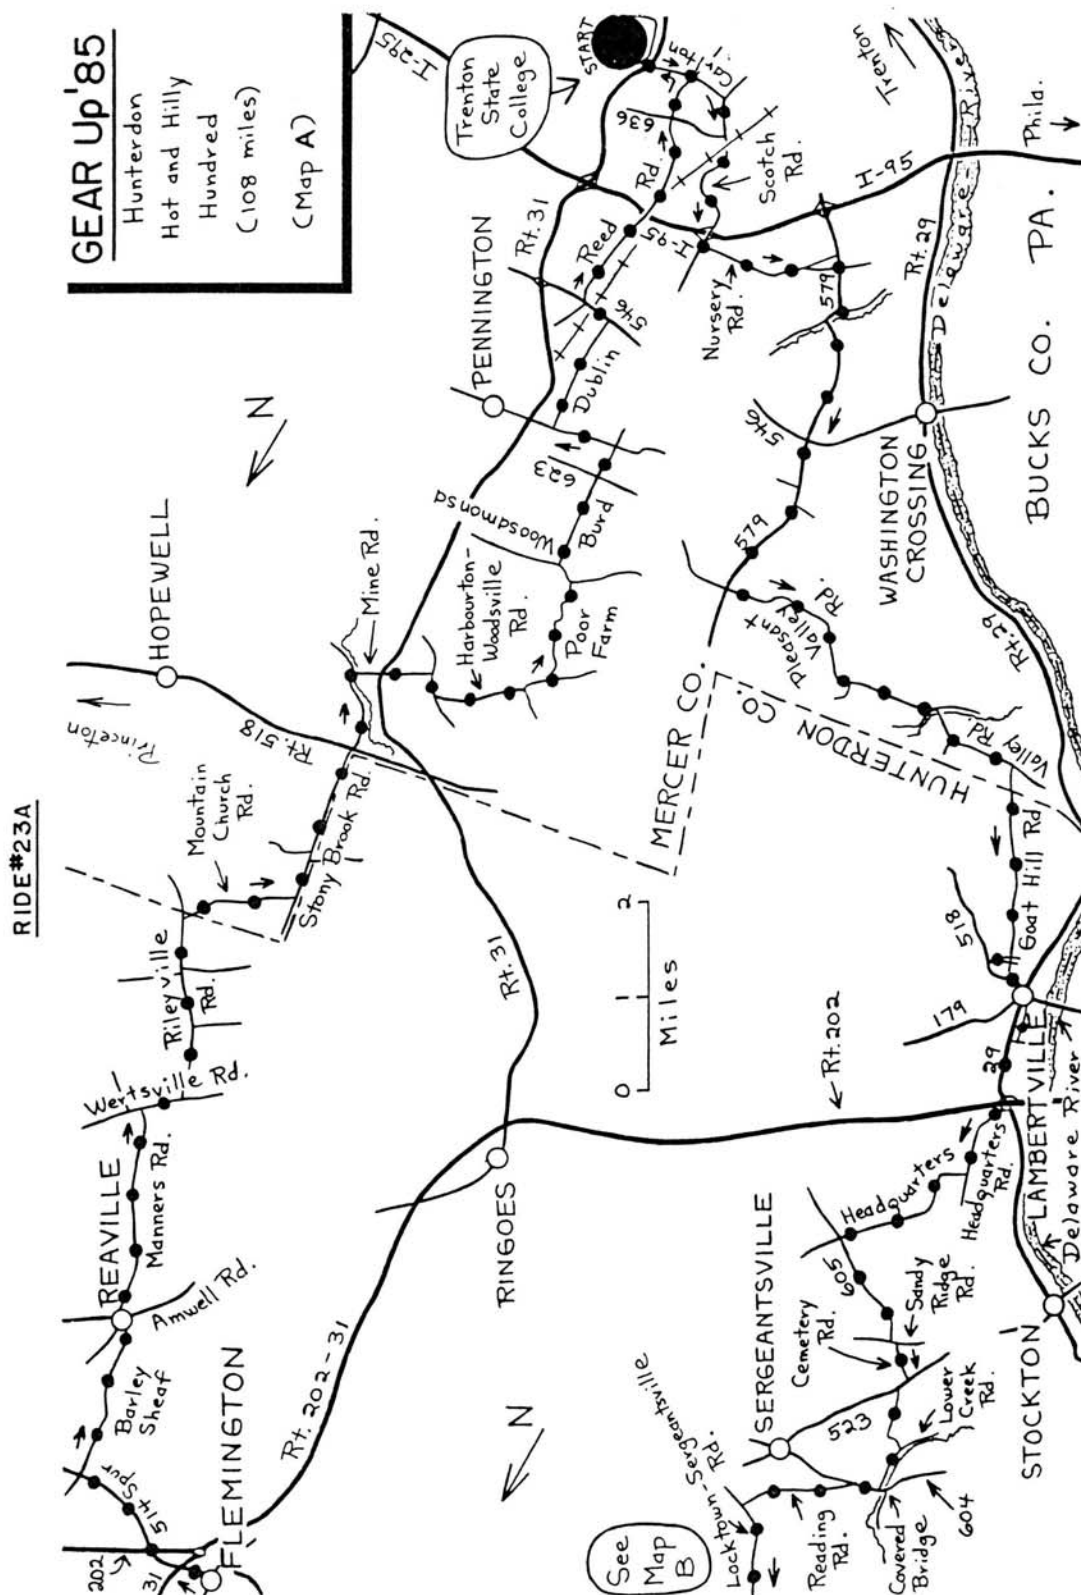 RIDE#23A
GEAR Up'85
Hunterdon
Hot and Hilly
Hundred
(108 miles)
(Map A)
I-295
Trenton
State
College
START
Carlton
636
Reed
Rd.
Scotch
Rd.
I-95
I-95
Rt.31
PENNINGTON
546
Dublin
Nursery
Rd.
579
Rt.29
Delaware River
Trenton
Phila.
BUCKS CO. PA.
N
HOPEWELL
Princeton
Rt.518
Mine Rd.
Woosdmonsd
623
Burd
Harbourton-
Woodsville
Rd.
Poor
Farm
546
579
WASHINGTON
CROSSING
Rt.29
Pleasant
Valley
Rd.
MERCER CO.
HUNTERDON CO.
Valley Rd.
Goat Hill Rd
518
179
29
LAMBERTVILLE
Delaware River
Mountain
Church
Rd.
Stony Brook Rd.
Rileyville
Rd.
Wertsville Rd.
Rt.31
0 1 2
Miles
Rt.202
REAVILLE
Manners Rd.
Amwell Rd.
Barley
Sheaf
514 Spur
202
31
FLEMINGTON
Rt. 202-31
RINGOES
N
Headquarters
Headquarters
Rd.
605
Sandy
Ridge
Rd.
Cemetery
Rd.
SERGEANTSVILLE
523
Lower
Creek
Rd.
STOCKTON
604
Covered
Bridge
Reading
Rd.
Locktown-Sergeantsville
Rd.
See
Map
B